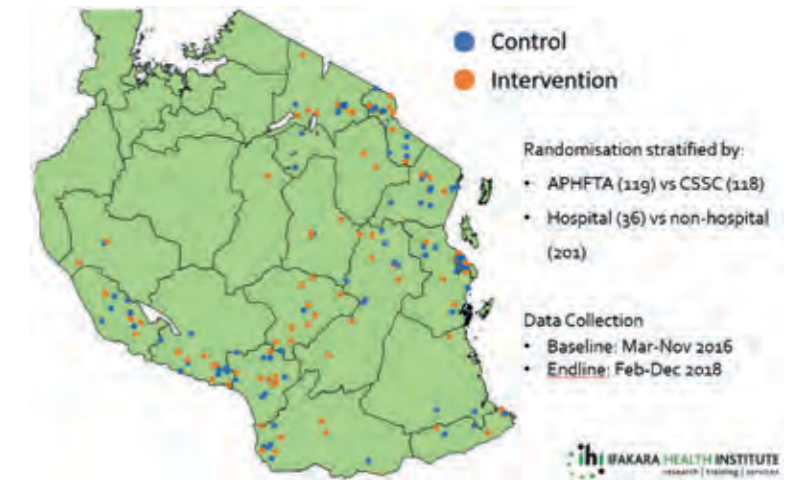 Control
Intervention
Randomisation stratified by:
• APHFTA (119) vs CSSC (118)
• Hospital (36) vs non-hospital
(201)
Data Collection
• Baseline: Mar-Nov 2016
• Endline: Feb-Dec 2018
ihi IFAKARA HEALTH INSTITUTE
research | training | services